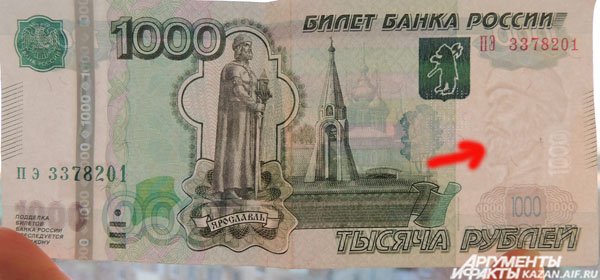 1000
БИЛЕТ БАНКА РОССИИ
ПЭ 3378201
ПЭ 3378201
ПОДДЕЛКА
БИЛЕТОВ
БАНКА РОССИИ
ПРЕСЛЕДУЕТСЯ
ПО ЗАКОНУ
ЯРОСЛАВЛЬ
1000
1000
ТЫСЯЧА РУБЛЕЙ
АРГУМЕНТЫ
И ФАКТЫ KAZAN.AIF.RU